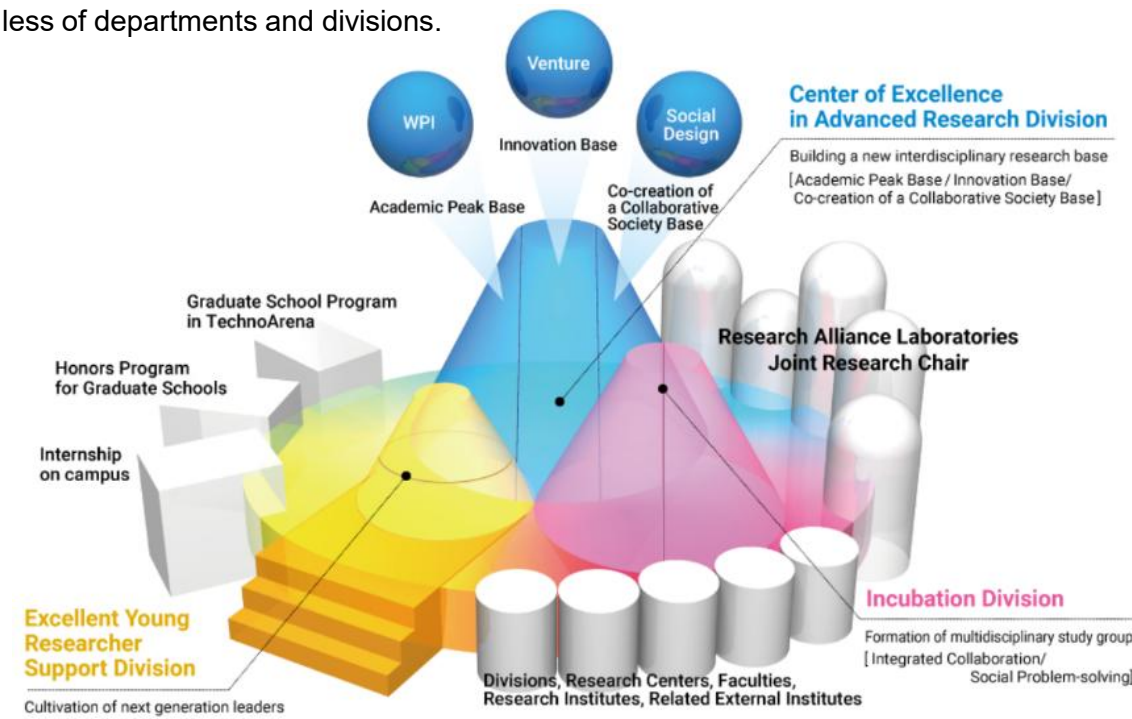 less of departments and divisions.
Venture
WPI
Social
Design
Innovation Base
Academic Peak Base
Co-creation of
a Collaborative
Society Base
Center of Excellence
in Advanced Research Division
Building a new interdisciplinary research base
[Academic Peak Base / Innovation Base/
Co-creation of a Collaborative Society Base]
Graduate School Program
in TechnoArena
Honors Program
for Graduate Schools
Internship
on campus
Research Alliance Laboratories
Joint Research Chair
Excellent Young
Researcher
Support Division
Cultivation of next generation leaders
Divisions, Research Centers, Faculties,
Research Institutes, Related External Institutes
Incubation Division
Formation of multidisciplinary study group
[Integrated Collaboration/
Social Problem-solving]